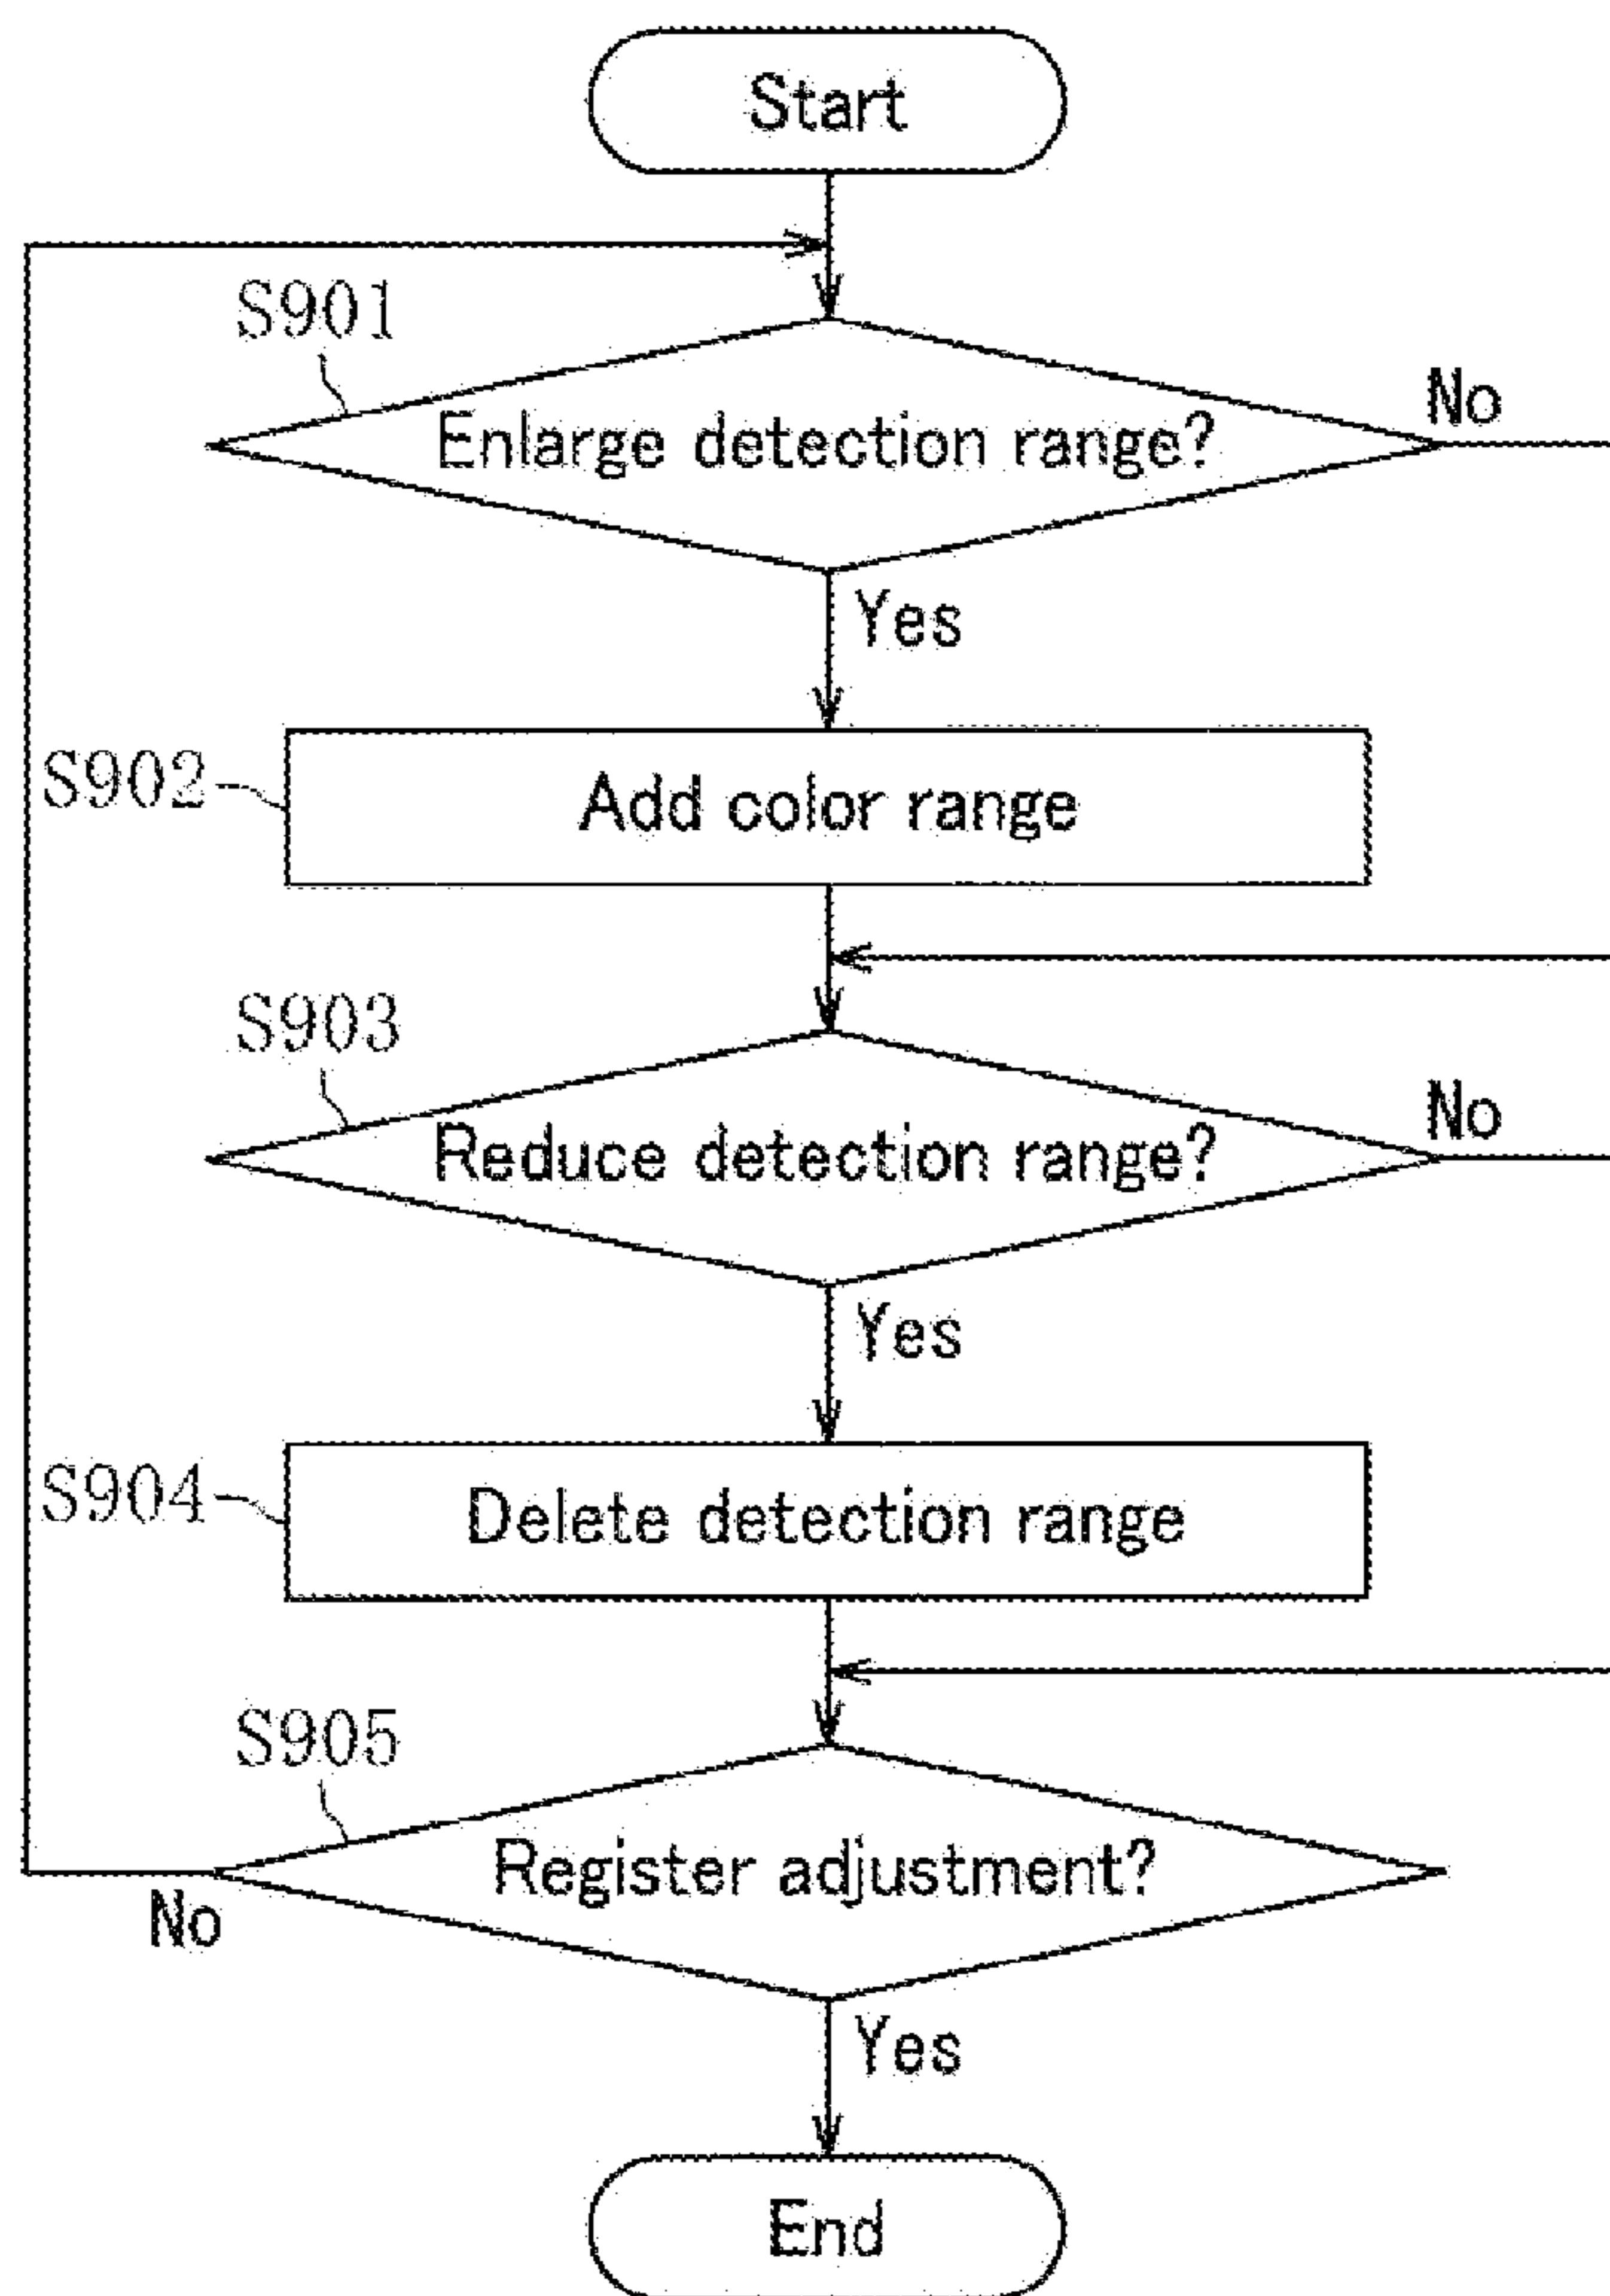 Start
S901
Enlarge detection range?
No
Yes
S902
Add color range
S903
Reduce detection range?
No
Yes
S904
Delete detection range
S905
Register adjustment?
No
Yes
End